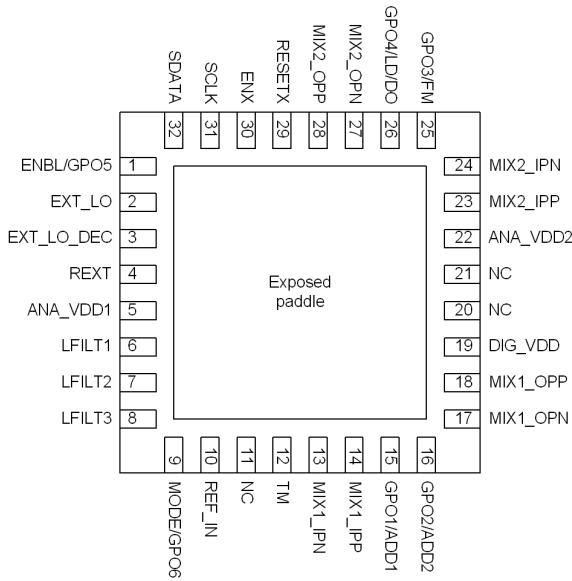 SDATA
SCLK
ENX
RESETX
MIX2_OPP
MIX2_OPN
GPO4/LD/DO
GPO3/FM
32
31
30
29
28
27
26
25
ENBL/GPO5 1
EXT_LO 2
EXT_LO_DEC 3
REXT 4
ANA_VDD1 5
LFILT1 6
LFILT2 7
LFILT3 8
Exposed
paddle
24 MIX2_IPN
23 MIX2_IPP
22 ANA_VDD2
21 NC
20 NC
19 DIG_VDD
18 MIX1_OPP
17 MIX1_OPN
9
10
11
12
13
14
15
16
MODE/GPO6
REF_IN
NC
TM
MIX1_IPN
MIX1_IPP
GPO1/ADD1
GPO2/ADD2